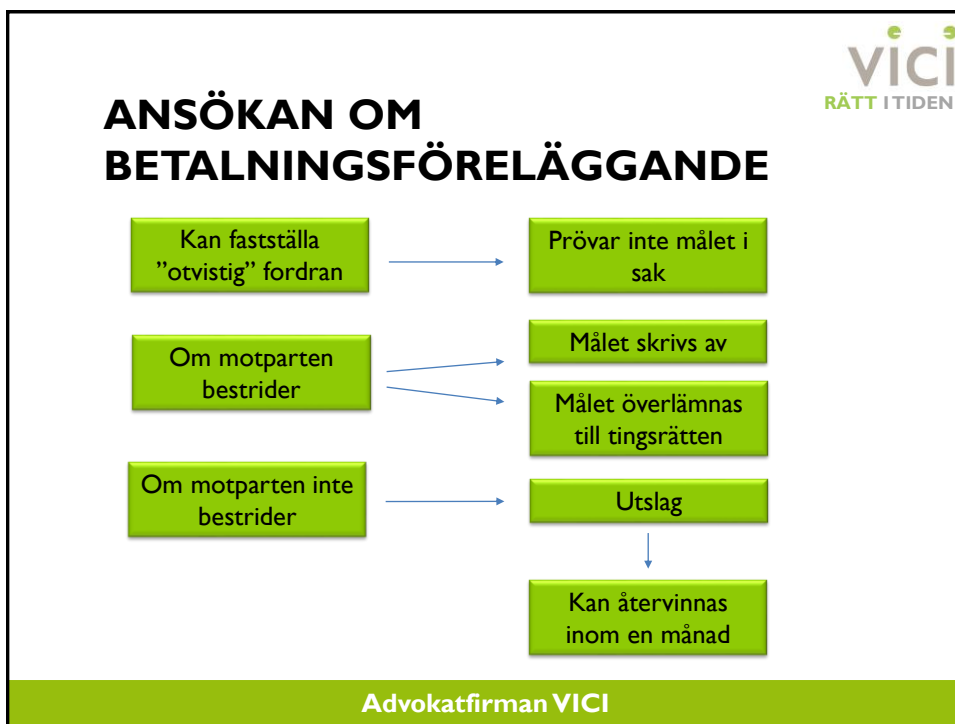 VICI
RÄTT I TIDEN
ANSÖKAN OM
BETALNINGSFÖRELÄGGANDE
Kan fastställa
”otvistig” fordran
Prövar inte målet i
sak
Om motparten
bestrider
Målet skrivs av
Målet överlämnas
till tingsrätten
Om motparten inte
bestrider
Utslag
Kan återvinnas
inom en månad
Advokatfirman VICI